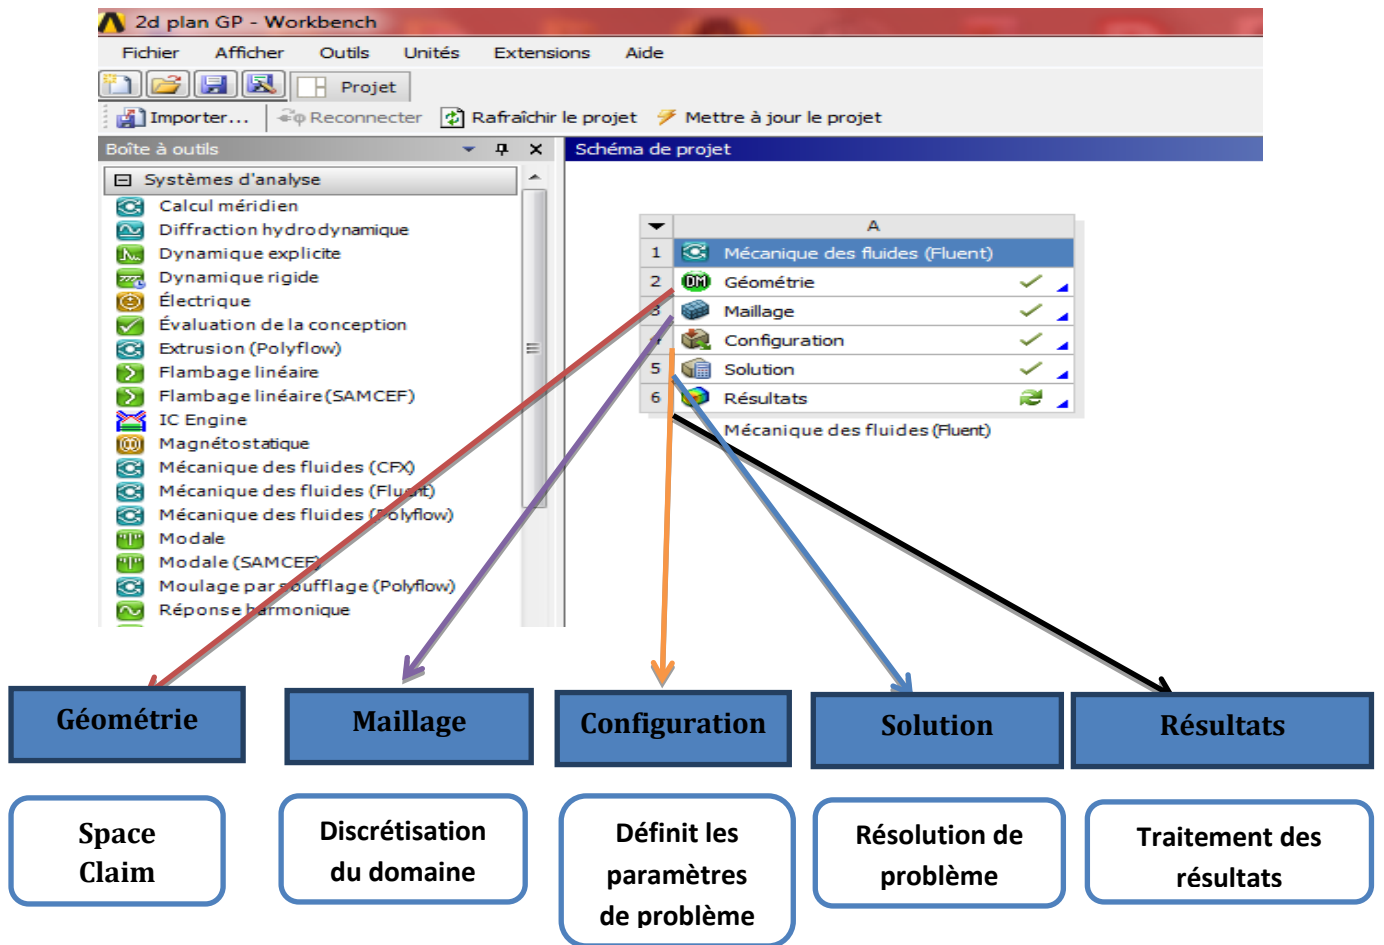 2d plan GP - Workbench
Fichier Afficher Outils Unités Extensions Aide
Projet
Importer... Reconnecter Rafraîchir le projet Mettre à jour le projet
Boîte à outils
Schéma de projet
Systèmes d'analyse
Calcul méridien
Diffraction hydrodynamique
Dynamique explicite
Dynamique rigide
Électrique
Évaluation de la conception
Extrusion (Polyflow)
Flambage linéaire
Flambage linéaire (SAMCEF)
IC Engine
Magnétostatique
Mécanique des fluides (CFX)
Mécanique des fluides (Fluent)
Mécanique des fluides (Polyflow)
Modale
Modale (SAMCEF)
Moulage par soufflage (Polyflow)
Réponse harmonique
A
1 Mécanique des fluides (Fluent)
2 DM Géométrie
3 Maillage
4 Configuration
5 Solution
6 Résultats
Mécanique des fluides (Fluent)
Géométrie
Maillage
Configuration
Solution
Résultats
Space
Claim
Discrétisation
du domaine
Définit les
paramètres
de problème
Résolution de
problème
Traitement des
résultats